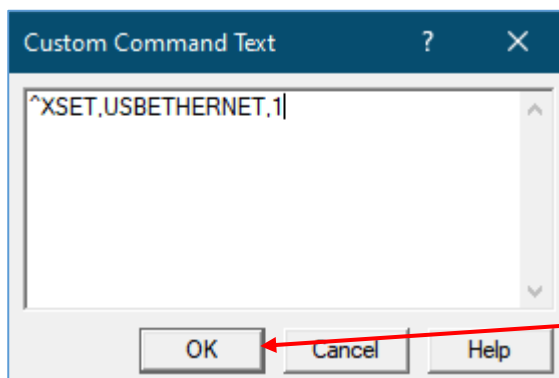 Custom Command Text ? ×
^XSET,USBETHERNET,1
OK Cancel Help